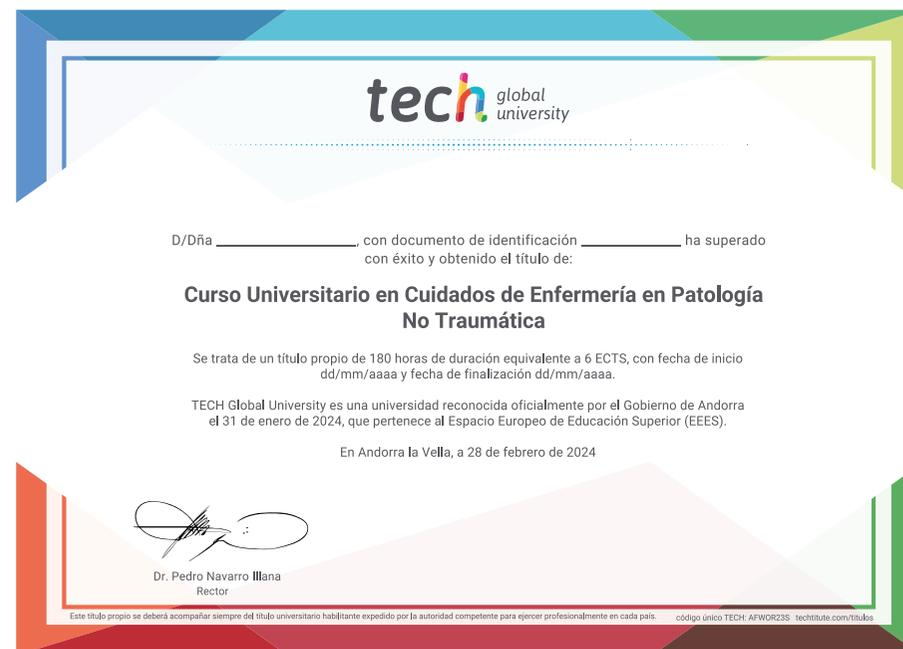 tech global
university
D/Dña ______________, con documento de identificación __________ ha superado
con éxito y obtenido el título de:
Curso Universitario en Cuidados de Enfermería en Patología
No Traumática
Se trata de un título propio de 180 horas de duración equivalente a 6 ECTS, con fecha de inicio
dd/mm/aaaa y fecha de finalización dd/mm/aaaa.
TECH Global University es una universidad reconocida oficialmente por el Gobierno de Andorra
el 31 de enero de 2024, que pertenece al Espacio Europeo de Educación Superior (EEES).
En Andorra la Vella, a 28 de febrero de 2024
Dr. Pedro Navarro Illana
Rector
Este título propio se deberá acompañar siempre del título universitario habilitante expedido por la autoridad competente para ejercer profesionalmente en cada país. código único TECH: AFWOR23S techtitute.com/titulos